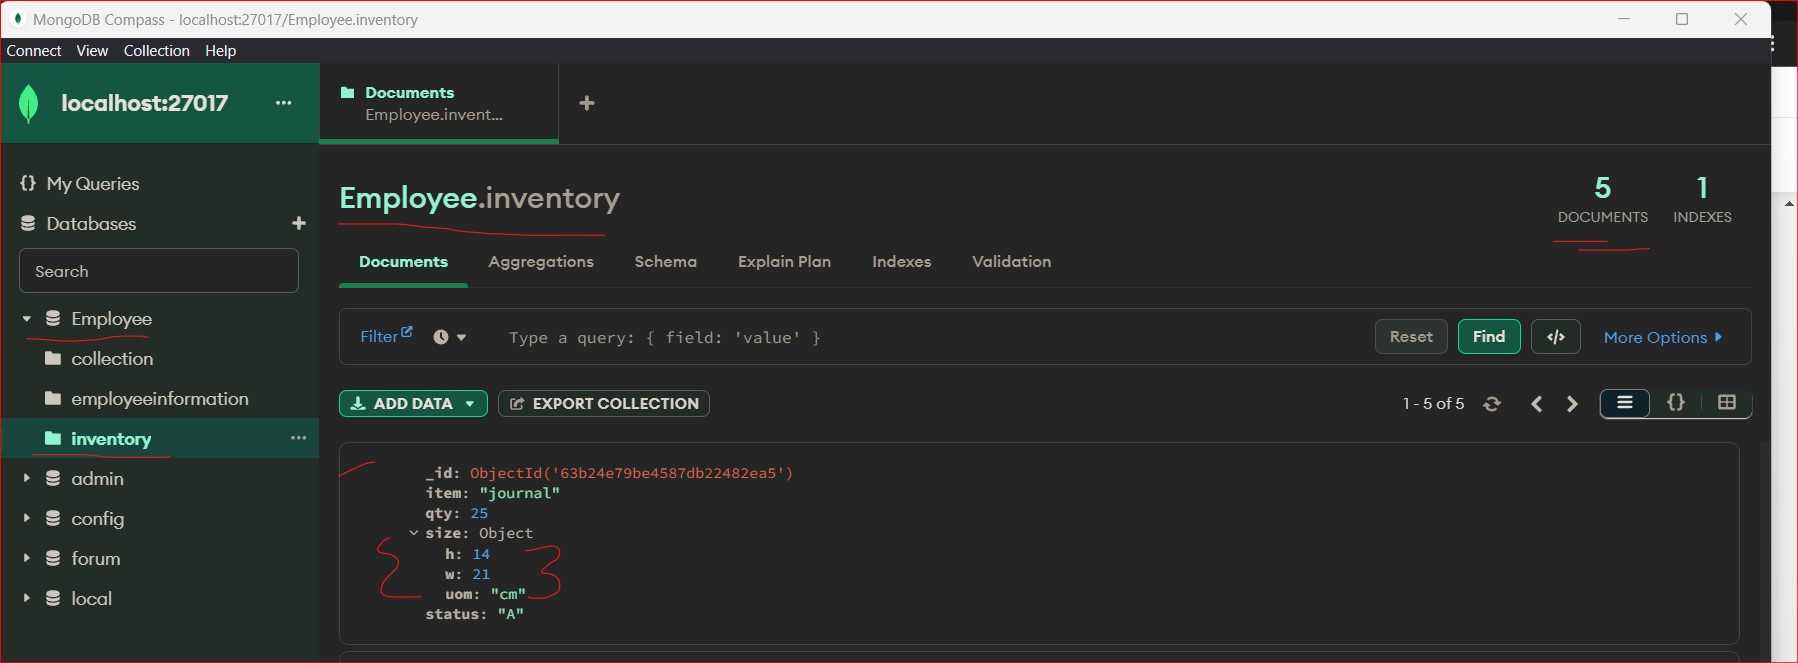 MongoDB Compass - localhost:27017/Employee.inventory
Connect View Collection Help
localhost:27017 ...
My Queries
Databases +
Search
Employee
collection
employeeinformation
inventory ...
admin
config
forum
local
Documents
Employee.invent...
+
Employee.inventory
5
DOCUMENTS
1
INDEXES
Documents Aggregations Schema Explain Plan Indexes Validation
Filter Type a query: { field: 'value' } Reset Find </> More Options
ADD DATA EXPORT COLLECTION 1 - 5 of 5 {}
_id: ObjectId('63b24e79be4587db22482ea5')
item: "journal"
qty: 25
size: Object
h: 14
w: 21
uom: "cm"
status: "A"